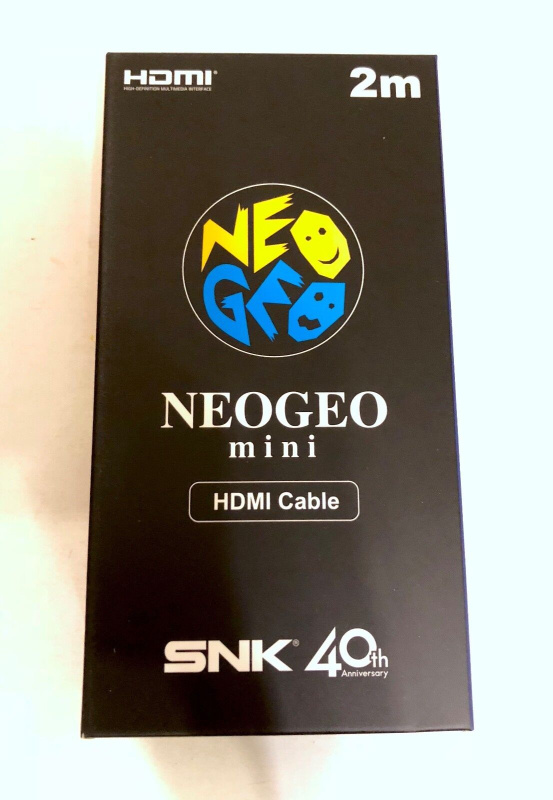 HDMI®
HIGH-DEFINITION MULTIMEDIA INTERFACE
2m
NEO
GEO
NEOGEO
mini
HDMI Cable
SNK®
40th
Anniversary